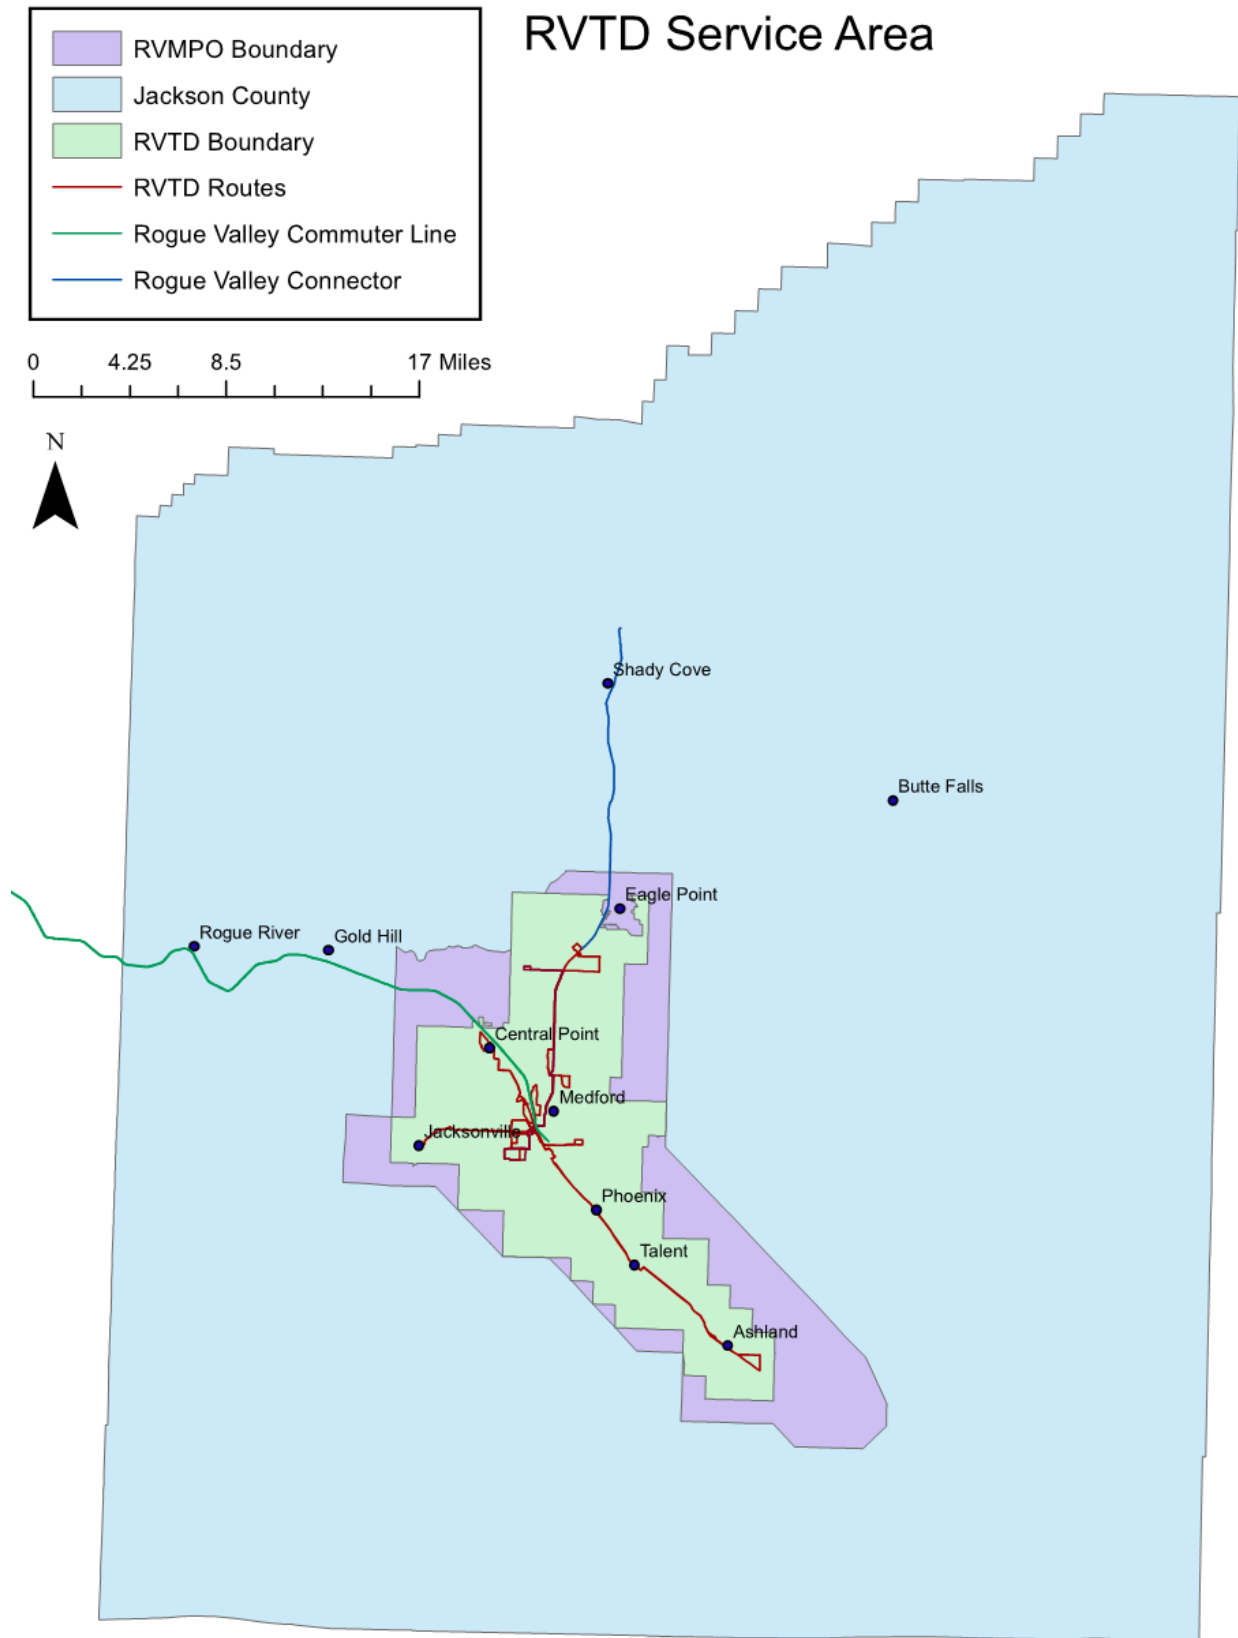 RVTD Service Area
RVMPO Boundary
Jackson County
RVTD Boundary
RVTD Routes
Rogue Valley Commuter Line
Rogue Valley Connector
0 4.25 8.5 17 Miles
N
Shady Cove
Butte Falls
Eagle Point
Rogue River
Gold Hill
Central Point
Medford
Jacksonville
Phoenix
Talent
Ashland